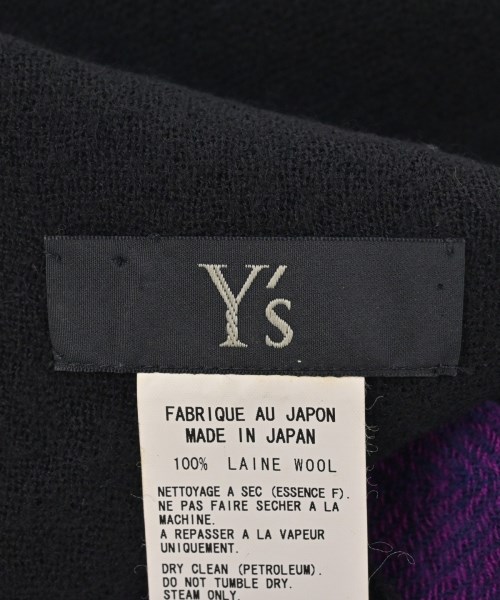 Y's
FABRIQUE AU JAPON
MADE IN JAPAN
100% LAINE WOOL
NETTOYAGE A SEC (ESSENCE F).
NE PAS FAIRE SECHER A LA
MACHINE.
A REPASSER A LA VAPEUR
UNIQUEMENT.
DRY CLEAN (PETROLEUM).
DO NOT TUMBLE DRY.
STEAM ONLY.